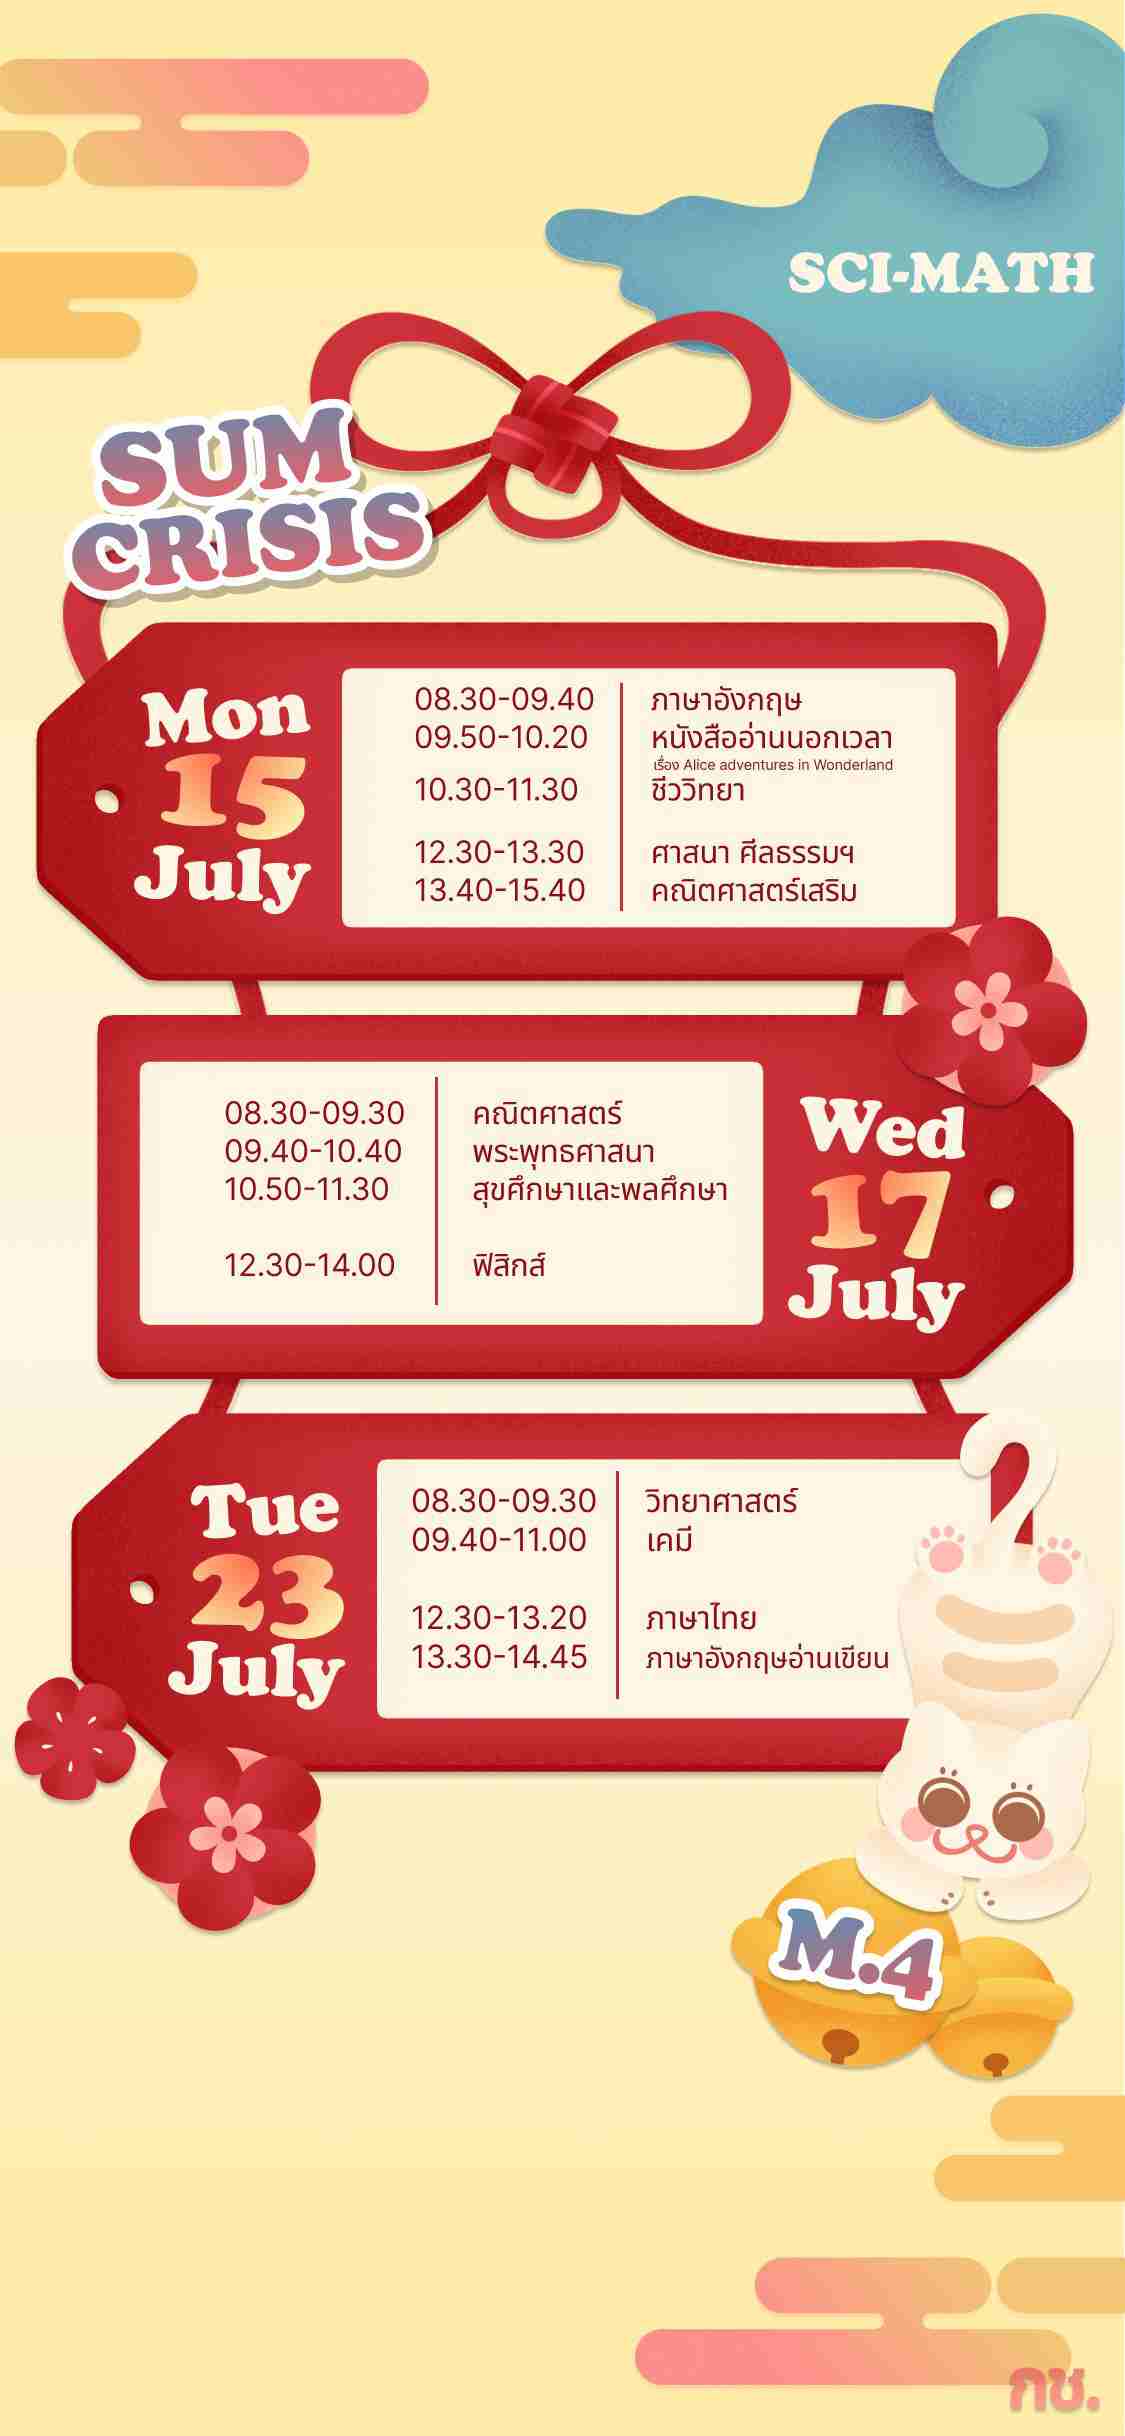 SCI-MATH
SUM
CRISIS
Mon
15
July
08.30-09.40 ภาษาอังกฤษ
09.50-10.20 หนังสืออ่านนอกเวลา
เรื่อง Alice adventures in Wonderland
10.30-11.30 ชีววิทยา
12.30-13.30 ศาสนา ศีลธรรมฯ
13.40-15.40 คณิตศาสตร์เสริม
08.30-09.30 คณิตศาสตร์
09.40-10.40 พระพุทธศาสนา
10.50-11.30 สุขศึกษาและพลศึกษา
12.30-14.00 ฟิสิกส์
Wed
17
July
Tue
23
July
08.30-09.30 วิทยาศาสตร์
09.40-11.00 เคมี
12.30-13.20 ภาษาไทย
13.30-14.45 ภาษาอังกฤษอ่านเขียน
M.4
กช.